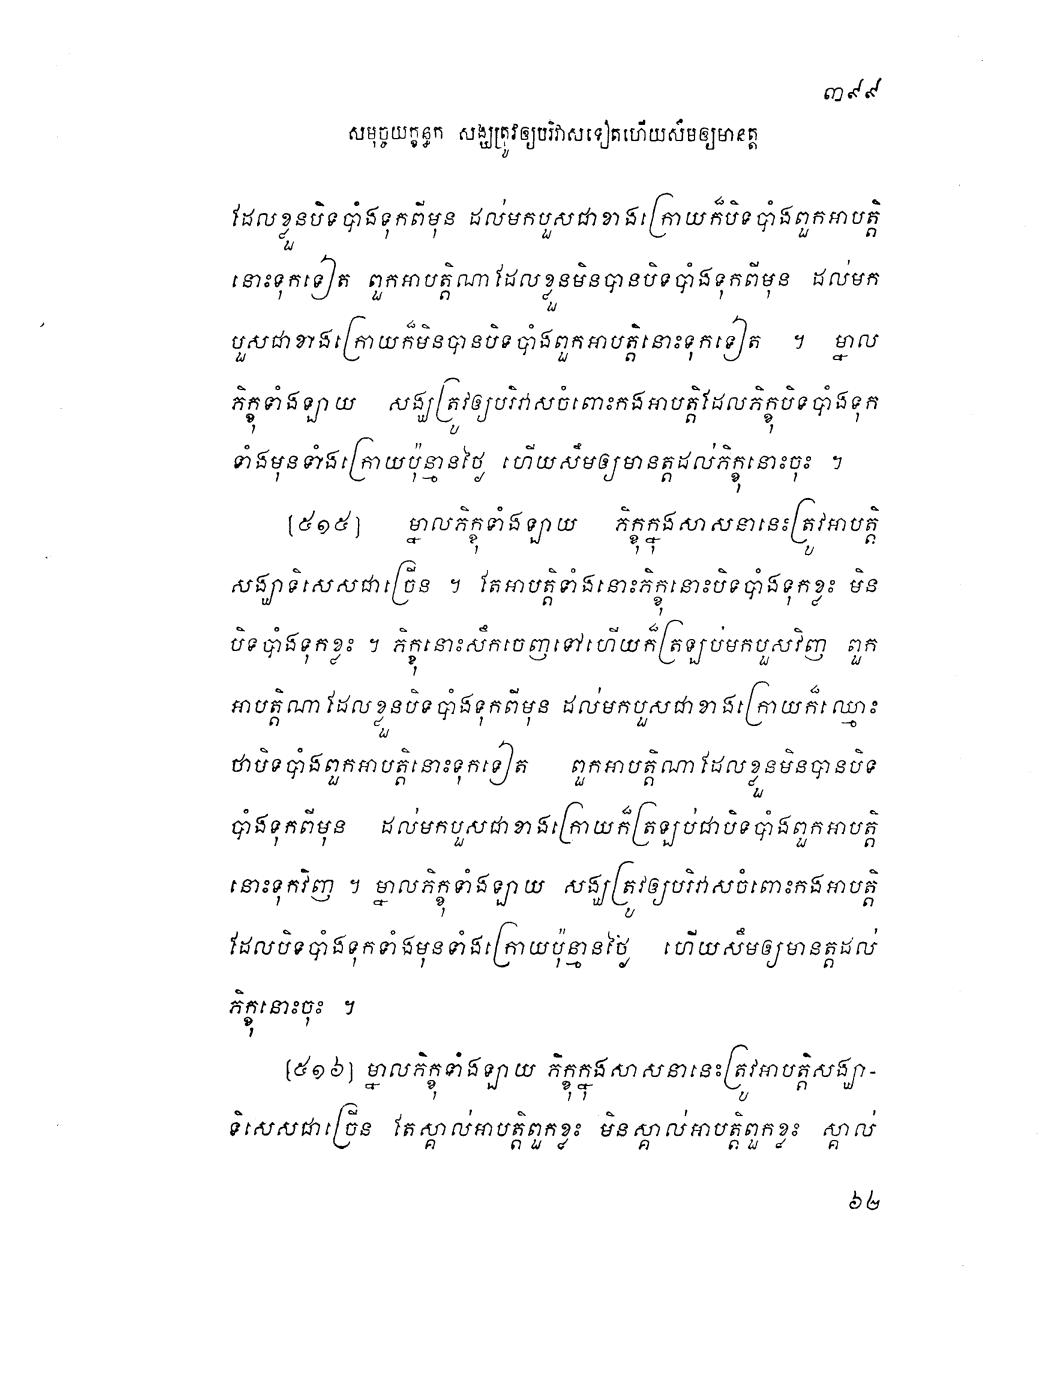 ៣៩៩
សមុច្ចយក្ខន្ធក សង្ឃត្រូវឲ្យបរិវាសទៀតហើយសឹមឲ្យមានត្ត
ដែលខ្លួនបិទបាំងទុកពីមុន ដល់មកបួសជាខាងក្រោយក៏បិទបាំងពួកអាបត្តិ
នោះទុកទៀត ពួកអាបត្តិណាដែលខ្លួនមិនបានបិទបាំងទុកពីមុន ដល់មក
បួសជាខាងក្រោយក៏មិនបានបិទបាំងពួកអាបត្តិនោះទុកទៀត ។ ម្នាល
ភិក្ខុទាំងឡាយ សង្ឃត្រូវឲ្យបរិវាសចំពោះកងអាបត្តិដែលភិក្ខុបិទបាំងទុក
ទាំងមុនទាំងក្រោយប៉ុន្មានថ្ងៃ ហើយសឹមឲ្យមានត្តដល់ភិក្ខុនោះចុះ ។
[៥១៥] ម្នាលភិក្ខុទាំងឡាយ ភិក្ខុក្នុងសាសនានេះត្រូវអាបត្តិ
សង្ឃាទិសេសជាច្រើន ។ តែអាបត្តិទាំងនោះភិក្ខុនោះបិទបាំងទុកខ្លះ មិន
បិទបាំងទុកខ្លះ ។ ភិក្ខុនោះសឹកចេញទៅហើយក៏ត្រឡប់មកបួសវិញ ពួក
អាបត្តិណាដែលខ្លួនបិទបាំងទុកពីមុន ដល់មកបួសជាខាងក្រោយក៏ឈ្មោះ
ថាបិទបាំងពួកអាបត្តិនោះទុកទៀត ពួកអាបត្តិណាដែលខ្លួនមិនបានបិទ
បាំងទុកពីមុន ដល់មកបួសជាខាងក្រោយក៏ត្រឡប់ជាបិទបាំងពួកអាបត្តិ
នោះទុកវិញ ។ ម្នាលភិក្ខុទាំងឡាយ សង្ឃត្រូវឲ្យបរិវាសចំពោះកងអាបត្តិ
ដែលបិទបាំងទុកទាំងមុនទាំងក្រោយប៉ុន្មានថ្ងៃ ហើយសឹមឲ្យមានត្តដល់
ភិក្ខុនោះចុះ ។
[៥១៦] ម្នាលភិក្ខុទាំងឡាយ ភិក្ខុក្នុងសាសនានេះត្រូវអាបត្តិសង្ឃា-
ទិសេសជាច្រើន តែស្គាល់អាបត្តិពួកខ្លះ មិនស្គាល់អាបត្តិពួកខ្លះ ស្គាល់
៦៤